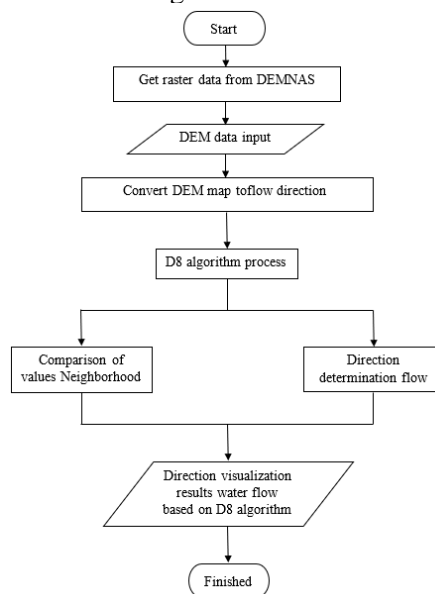 Start
Get raster data from DEMNAS
DEM data input
Convert DEM map toflow direction
D8 algorithm process
Comparison of
values Neighborhood
Direction
determination flow
Direction visualization
results water flow
based on D8 algorithm
Finished